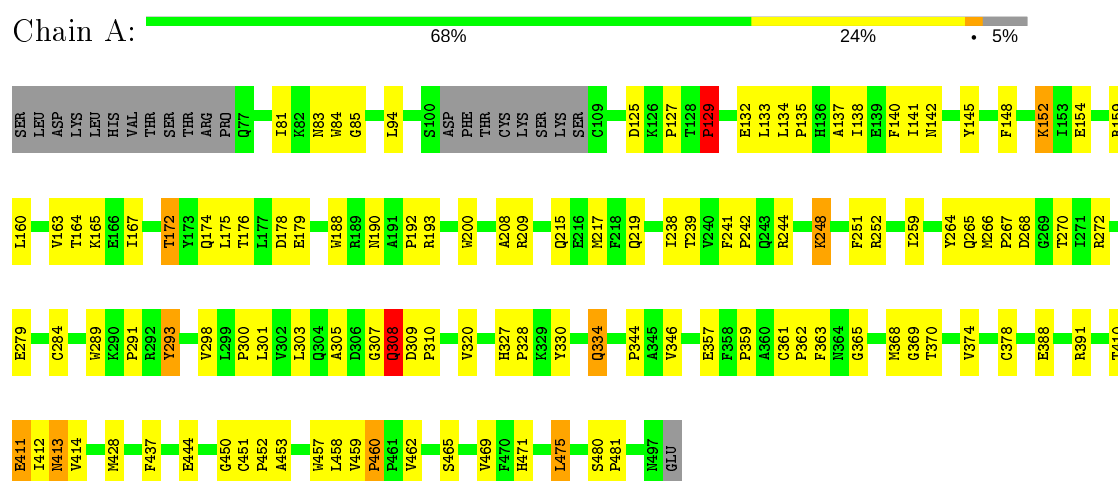 Chain A:
68% 24% • 5%
SER LEU ASP LYS LEU HIS VAL THR SER THR ARG PRO Q77 I81 K82 N83 W84 G85 L94 S100 ASP PHE THR CYS LYS SER LYS SER C109 D125 K126 P127 T128 P129 E132 L133 L134 P135 H136 A137 I138 E139 F140 I141 N142 Y145 F148 K152 I153 E154
L160 V163 T164 K165 E166 I167 T172 Y173 Q174 L175 T176 L177 D178 E179 W188 R189 N190 A191 P192 R193 W200 A208 R209 Q215 E216 M217 F218 Q219 I238 T239 V240 F241 P242 Q243 R244 K248 F251 R252 I259 Y264 Q265 M266 P267 D268 G269 T270 I271 R272
E279 C284 W289 K290 P291 R292 Y293 V298 L299 P300 L301 V302 L303 Q304 A305 D306 G307 Q308 D309 P310 V320 H327 P328 K329 Y330 Q334 P344 A345 V346 E357 F358 P359 A360 C361 P362 F363 N364 G365 M368 G369 T370 V374 C378 E388 R391 T410
E411 I412 N413 V414 M428 F437 E444 G450 C451 P452 A453 W457 L458 V459 P460 P461 V462 S465 V469 F470 H471 L475 S480 P481 N497 GLU